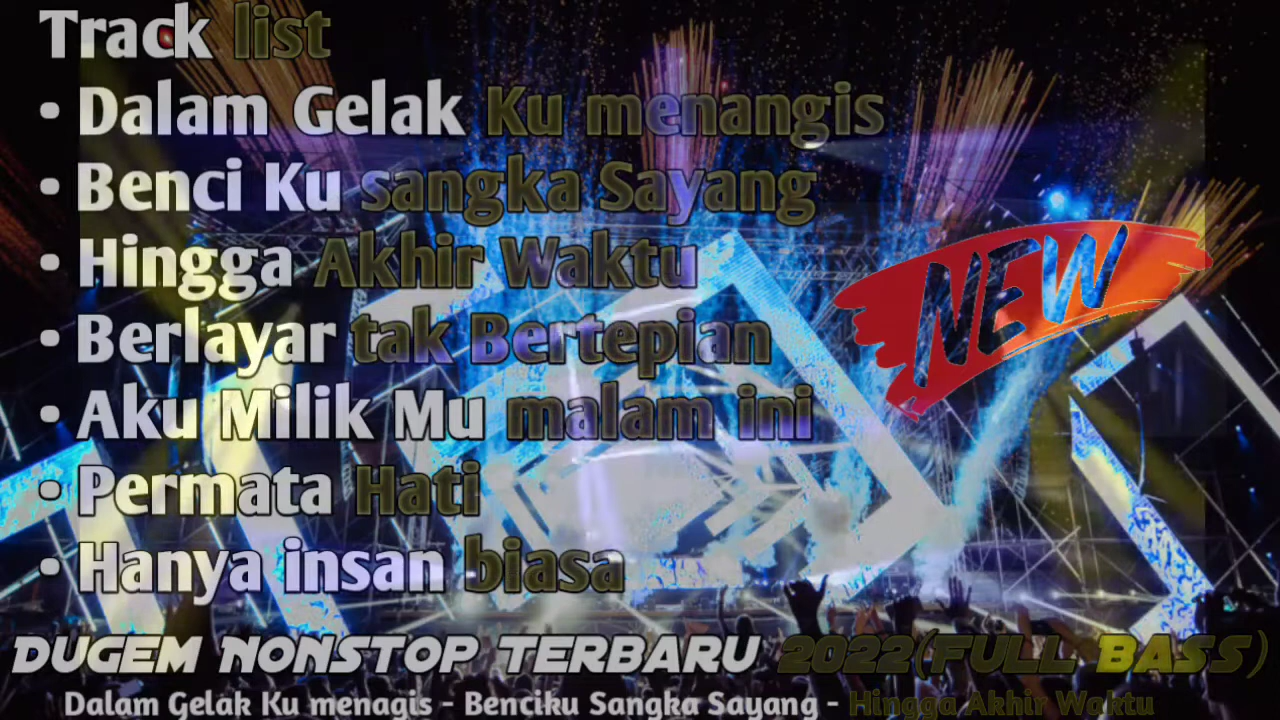 Track list
• Dalam Gelak Ku menangis
• Benci Ku sangka Sayang
• Hingga Akhir Waktu
NEW
• Berlayar tak Bertepian
• Aku Milik Mu malam ini
• Permata Hati
• Hanya insan biasa
DUGEM NONSTOP TERBARU 2022(FULL BASS)
Dalam Gelak Ku menagis - Benciku Sangka Sayang - Hingga Akhir Waktu